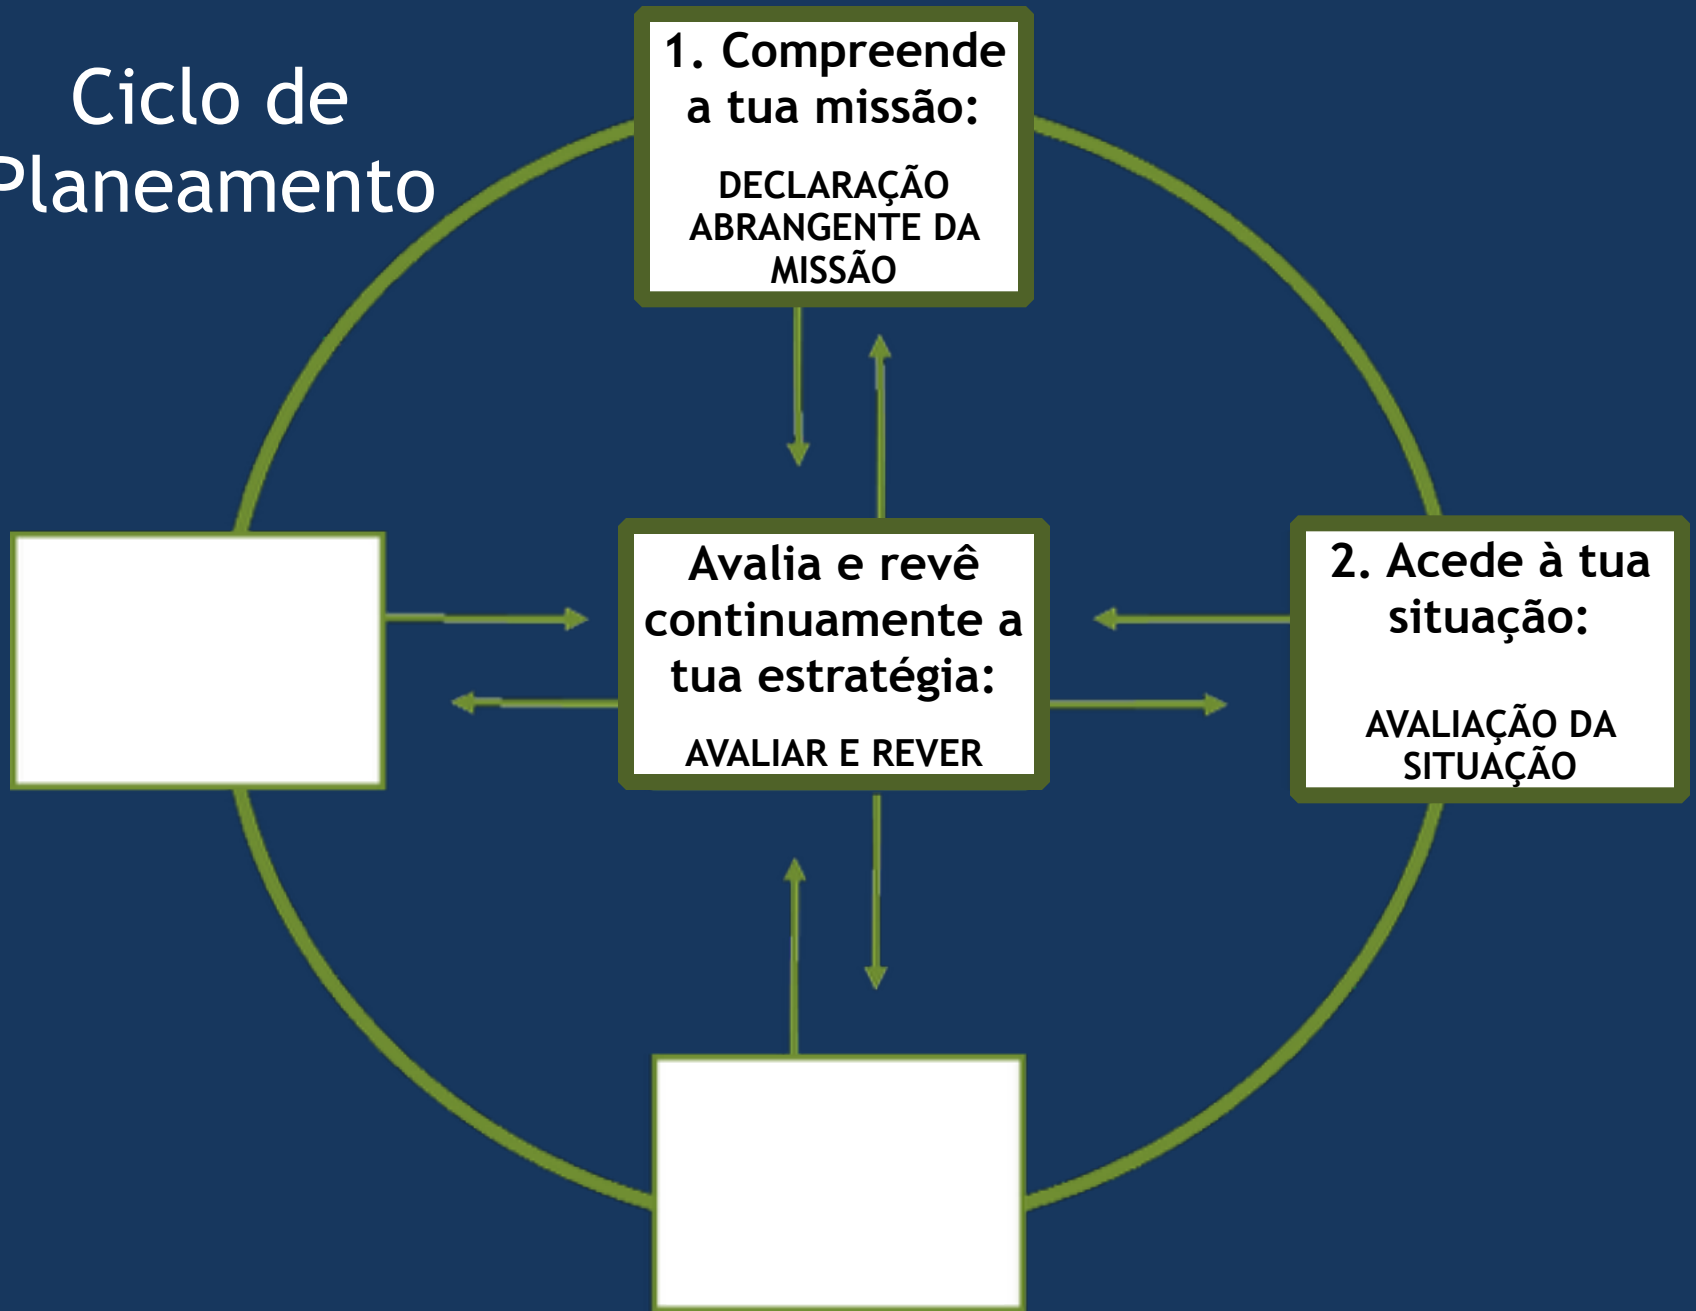 Ciclo de
Planeamento
1. Compreende
a tua missão:
DECLARAÇÃO
ABRANGENTE DA
MISSÃO
Avalia e revê
continuamente a
tua estratégia:
AVALIAR E REVER
2. Acede à tua
situação:
AVALIAÇÃO DA
SITUAÇÃO